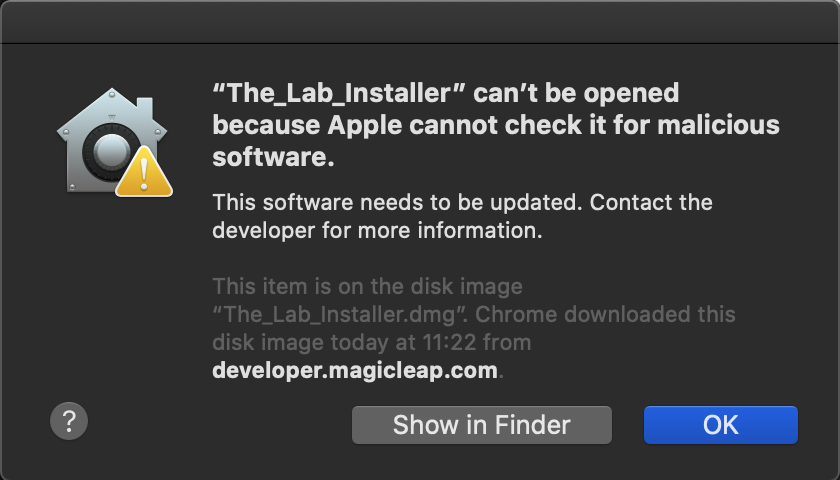 “The_Lab_Installer” can’t be opened
because Apple cannot check it for malicious
software.
This software needs to be updated. Contact the
developer for more information.
This item is on the disk image
“The_Lab_Installer.dmg”. Chrome downloaded this
disk image today at 11:22 from
developer.magicleap.com.
?
Show in Finder
OK